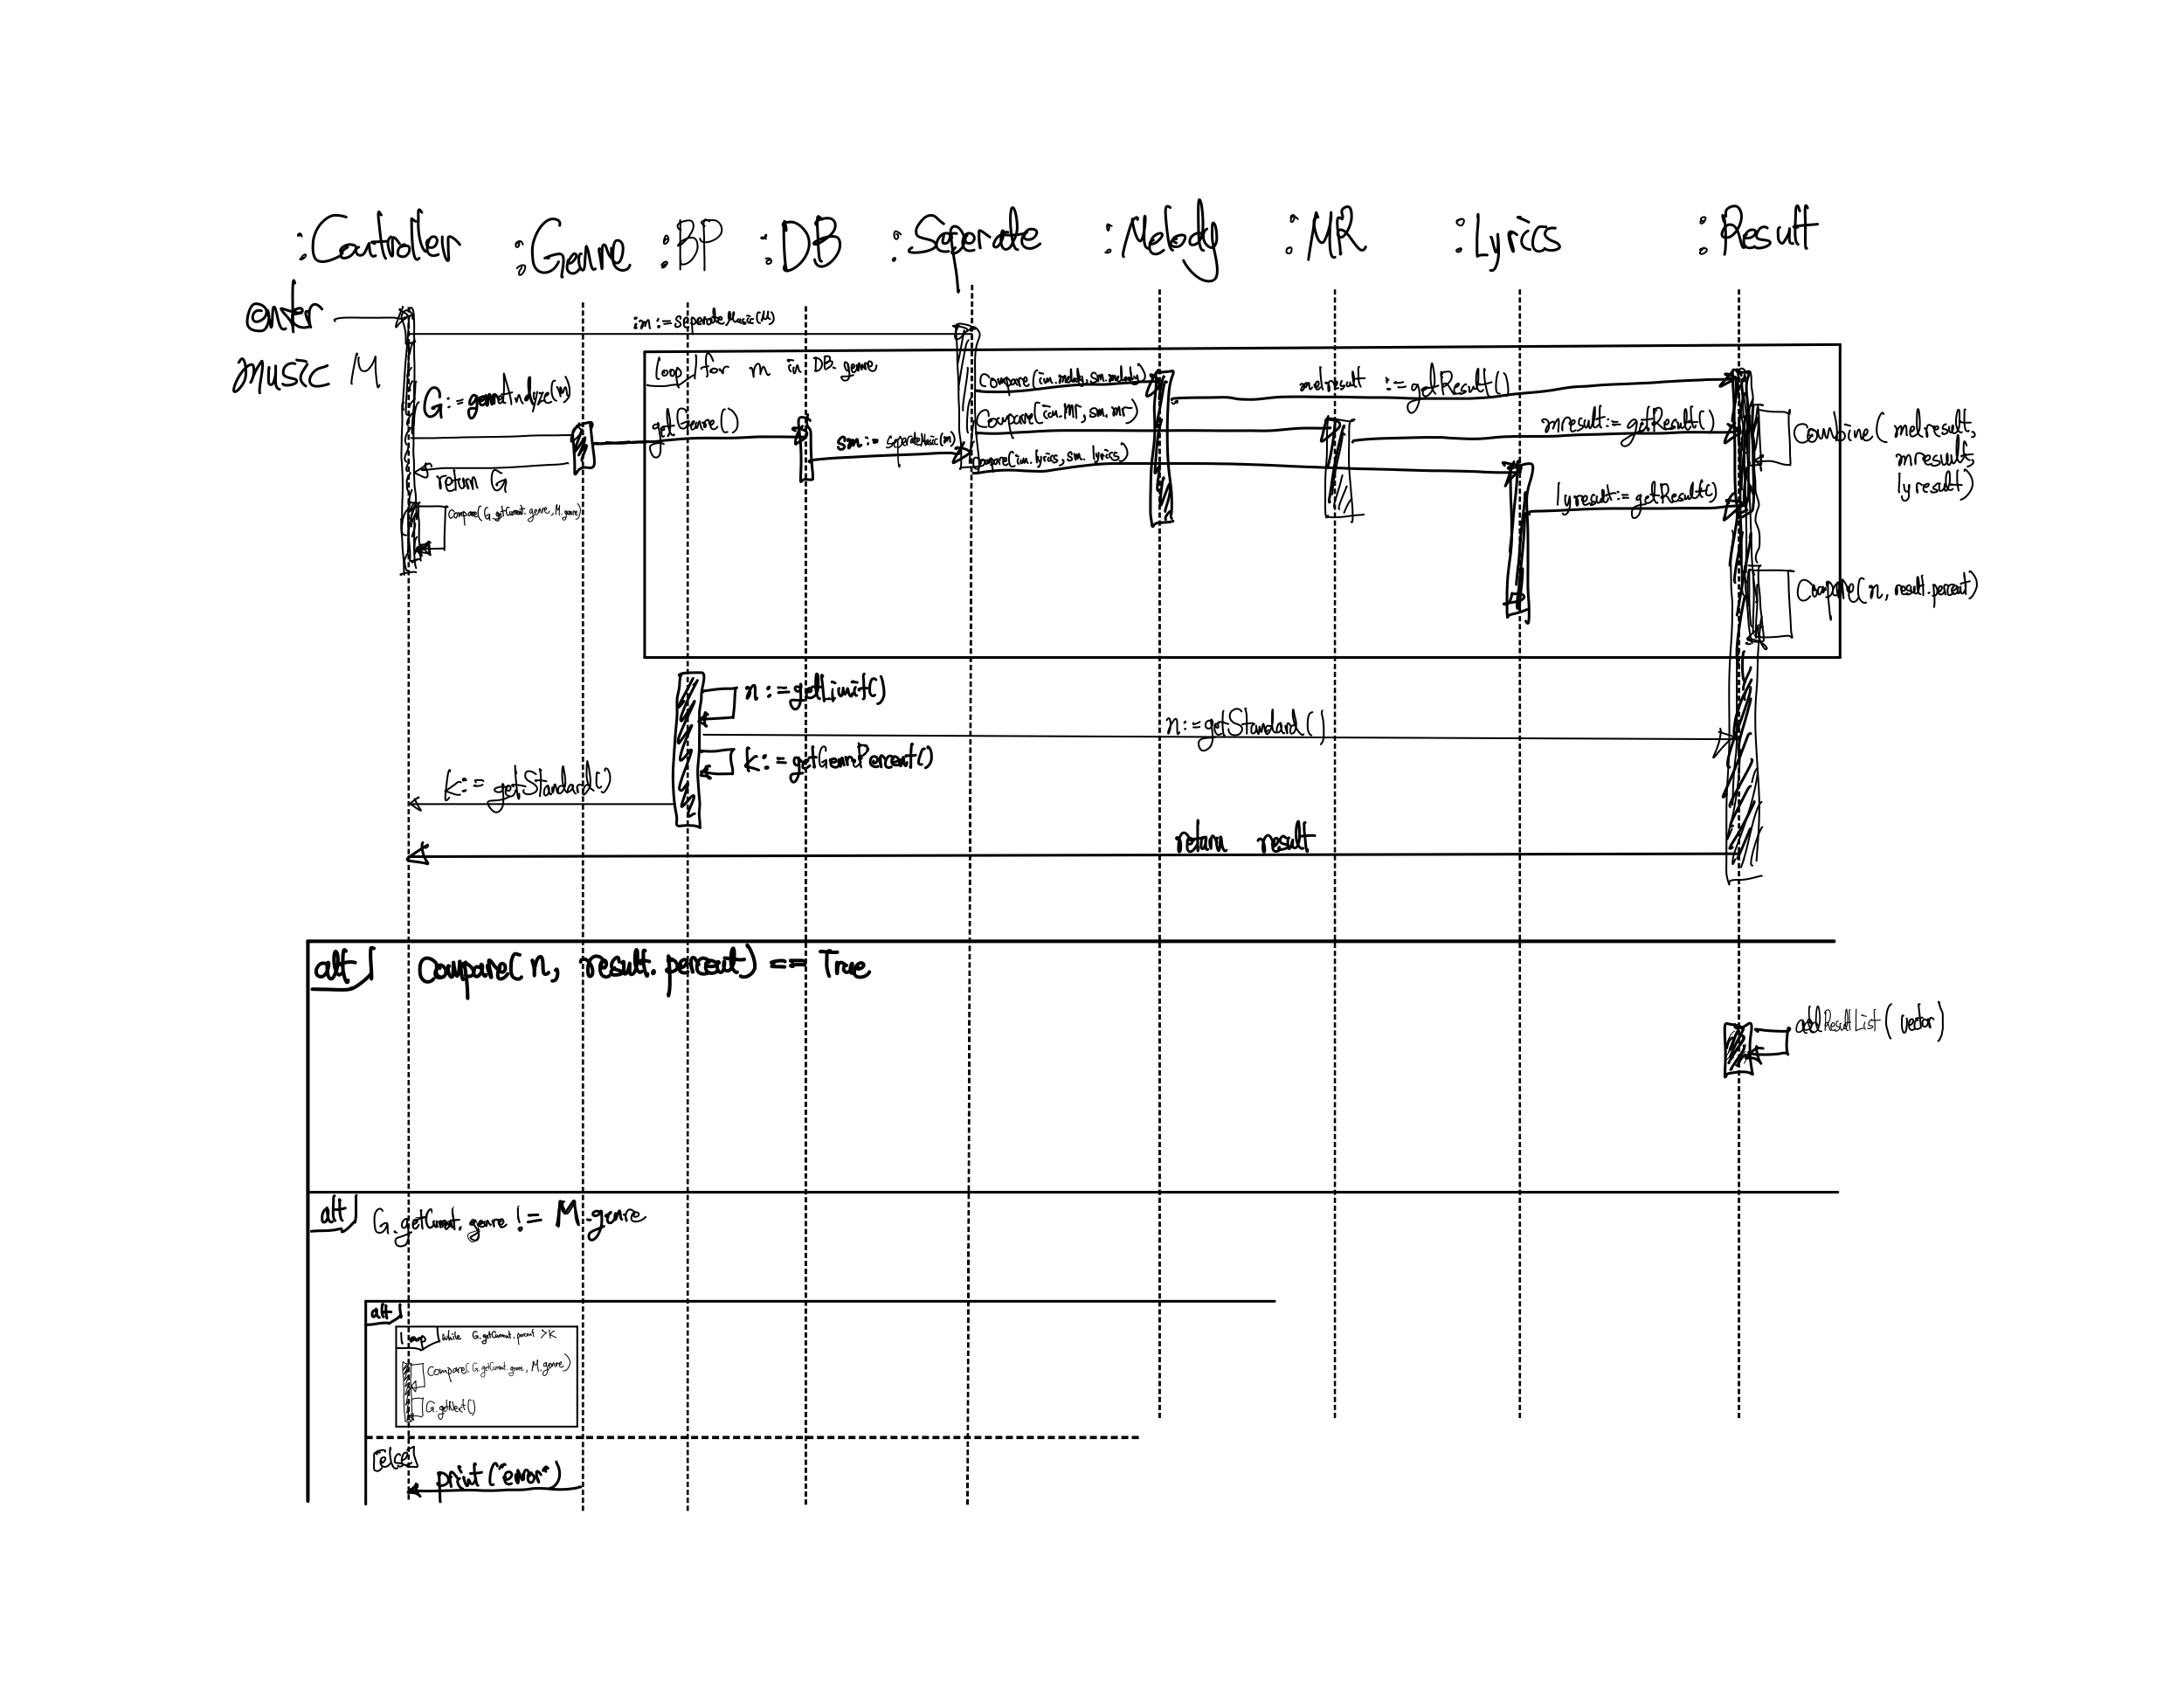 :Controller :Genre :BP :DB :Seperate :Melody :MR :Lyrics :Result
enter
music M
im:=seperateMusic(M)
loop for m in DB.genre
G:=genreAnalyze(m)
getGenre()
sm:=seperateMusic(m)
Compare(im.melody, sm.melody)
Compare(im.Mr, sm.mr)
Compare(im.lyrics, sm.lyrics)
melresult :=getResult()
mresult:=getResult()
lyresult:=getResult()
Combine(melresult,
mresult,
lyresult)
return G
Compare(G.getCurrent.genre, M.genre)
Compare(n, result.percent)
n:=getLimit()
n:=getStandard()
k:=getGenrePercent()
k:=getStandard()
return result
alt Compare(n, result.percent) == True
addResultList(vector)
alt G.getCurrent.genre != M.genre
alt
loop while G.getCurrent.percent >K
Compare(G.getCurrent.genre, M.genre)
G.getNext()
[else]
print("error")